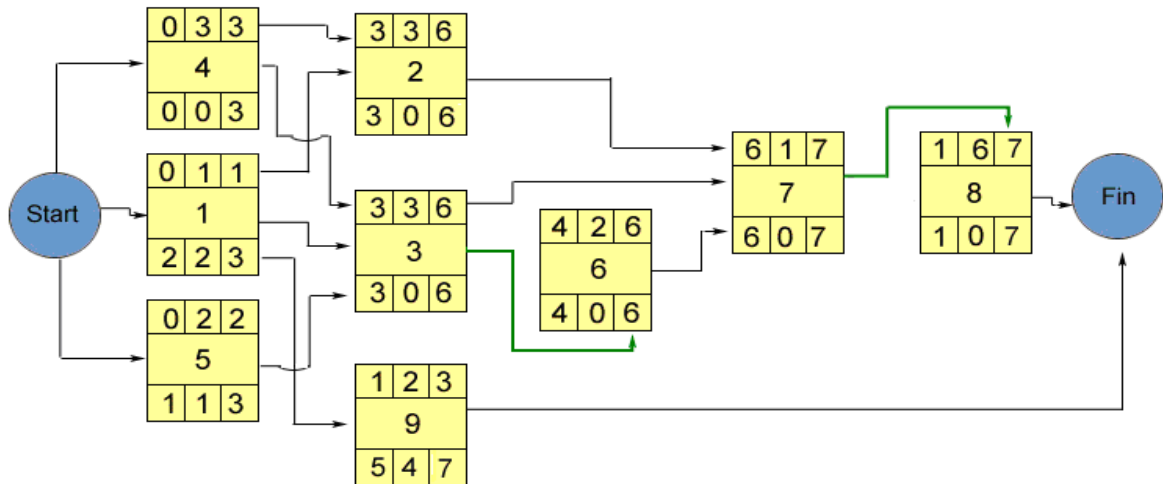 Start
0 3 3
4
0 0 3
0 1 1
1
2 2 3
0 2 2
5
1 1 3
3 3 6
2
3 0 6
3 3 6
3
3 0 6
1 2 3
9
5 4 7
4 2 6
6
4 0 6
6 1 7
7
6 0 7
1 6 7
8
1 0 7
Fin